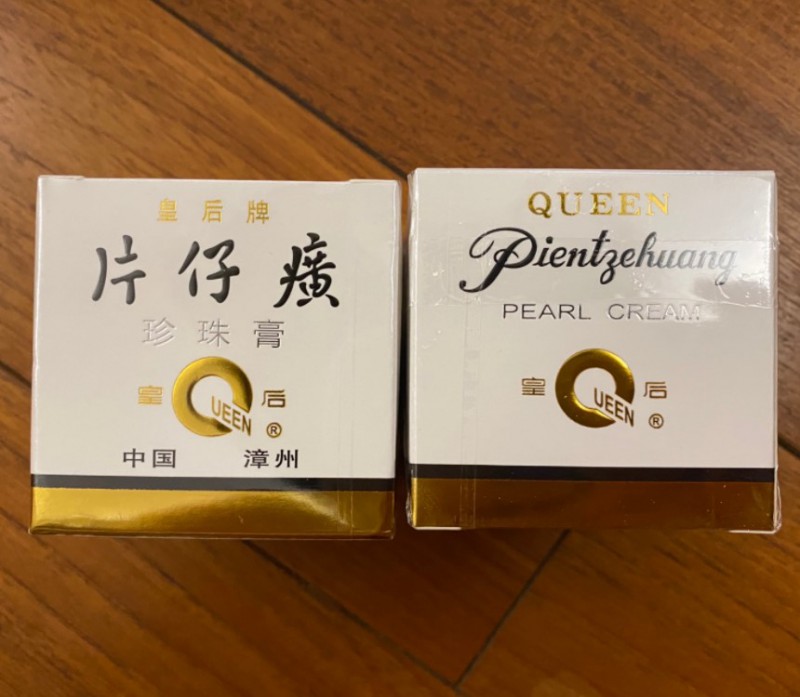 皇后牌
片仔癀
珍珠膏
皇 QUEEN 后 ®
中国 漳州
QUEEN
Pientzehuang
PEARL CREAM
皇 QUEEN 后 ®